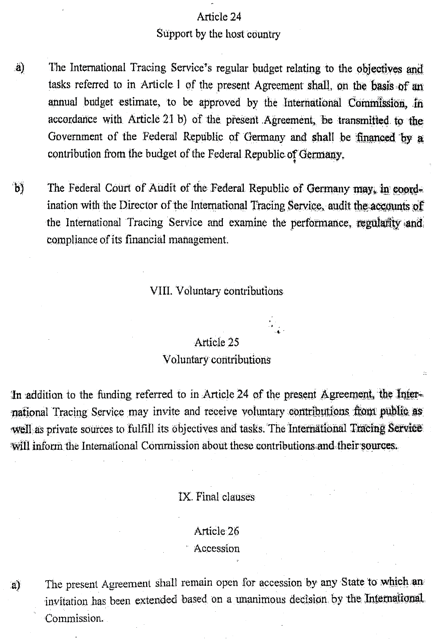 Article 24
Support by the host country
a) The International Tracing Service's regular budget relating to the objectives and
tasks referred to in Article 1 of the present Agreement shall, on the basis of an
annual budget estimate, to be approved by the International Commission, in
accordance with Article 21 b) of the present Agreement, be transmitted to the
Government of the Federal Republic of Germany and shall be financed by a
contribution from the budget of the Federal Republic of Germany.
b) The Federal Court of Audit of the Federal Republic of Germany may, in coord-
ination with the Director of the International Tracing Service, audit the accounts of
the International Tracing Service and examine the performance, regularity and
compliance of its financial management.
VIII. Voluntary contributions
Article 25
Voluntary contributions
In addition to the funding referred to in Article 24 of the present Agreement, the Inter-
national Tracing Service may invite and receive voluntary contributions from public as
well as private sources to fulfil its objectives and tasks. The International Tracing Service
will inform the International Commission about these contributions and their sources.
IX. Final clauses
Article 26
Accession
a) The present Agreement shall remain open for accession by any State to which an
invitation has been extended based on a unanimous decision by the International
Commission.